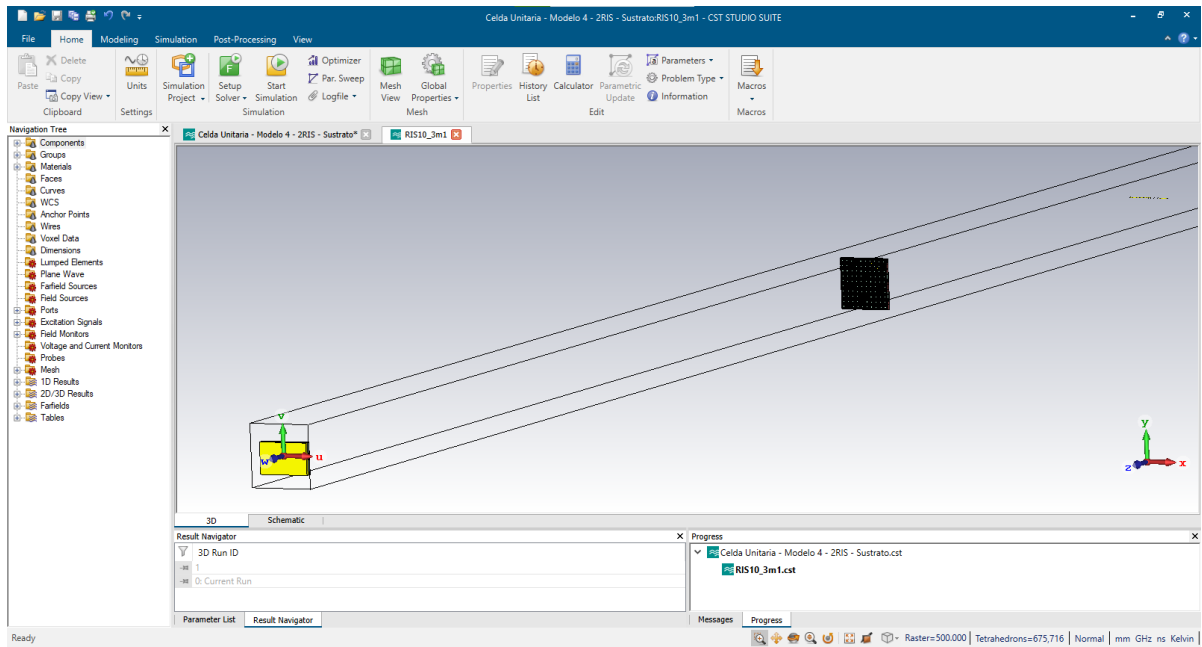 Celda Unitaria - Modelo 4 - 2RIS - Sustrato:RIS10_3m1 - CST STUDIO SUITE
File Home Modeling Simulation Post-Processing View
Paste
Delete
Copy
Copy View
Clipboard
Units
Settings
Simulation Project
Setup Solver
Start Simulation
Optimizer
Par. Sweep
Logfile
Simulation
Mesh View
Global Properties
Mesh
Properties
History List
Calculator
Parametric Update
Parameters
Problem Type
Information
Edit
Macros
Macros
Navigation Tree
Components
Groups
Materials
Faces
Curves
WCS
Anchor Points
Wires
Voxel Data
Dimensions
Lumped Elements
Plane Wave
Farfield Sources
Field Sources
Ports
Excitation Signals
Field Monitors
Voltage and Current Monitors
Probes
Mesh
1D Results
2D/3D Results
Farfields
Tables
Celda Unitaria - Modelo 4 - 2RIS - Sustrato* RIS10_3m1
v
w u
y
z x
3D Schematic
Result Navigator
3D Run ID
1
0: Current Run
Parameter List Result Navigator
Progress
Celda Unitaria - Modelo 4 - 2RIS - Sustrato.cst
RIS10_3m1.cst
Messages Progress
Ready
Raster=500.000 Tetrahedrons=675,716 Normal mm GHz ns Kelvin